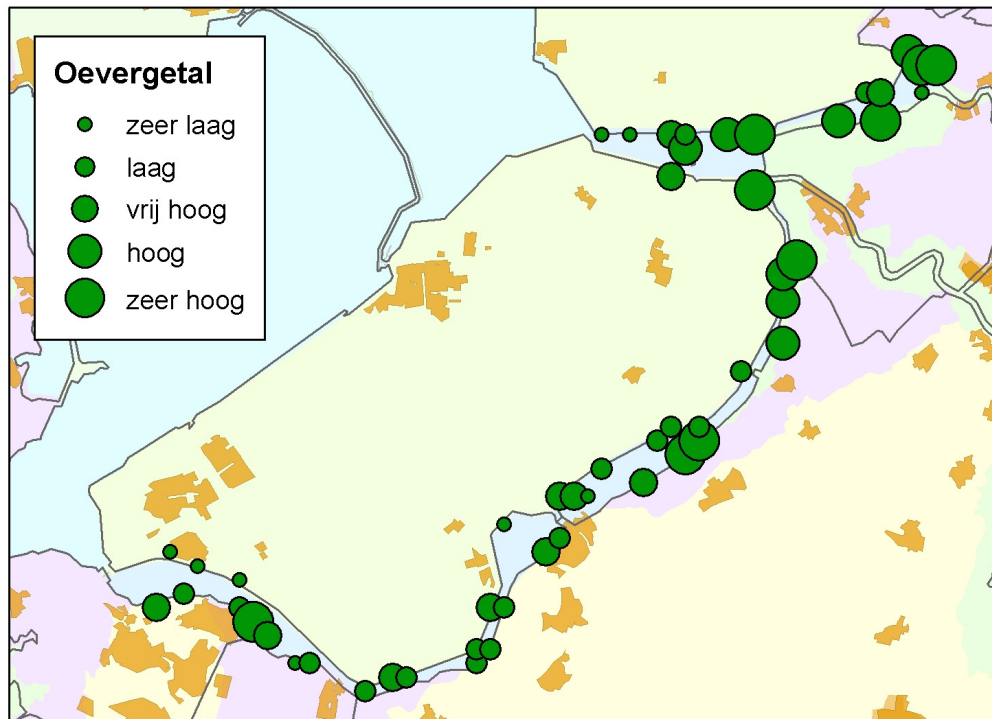 Oevergetal
zeer laag
laag
vrij hoog
hoog
zeer hoog